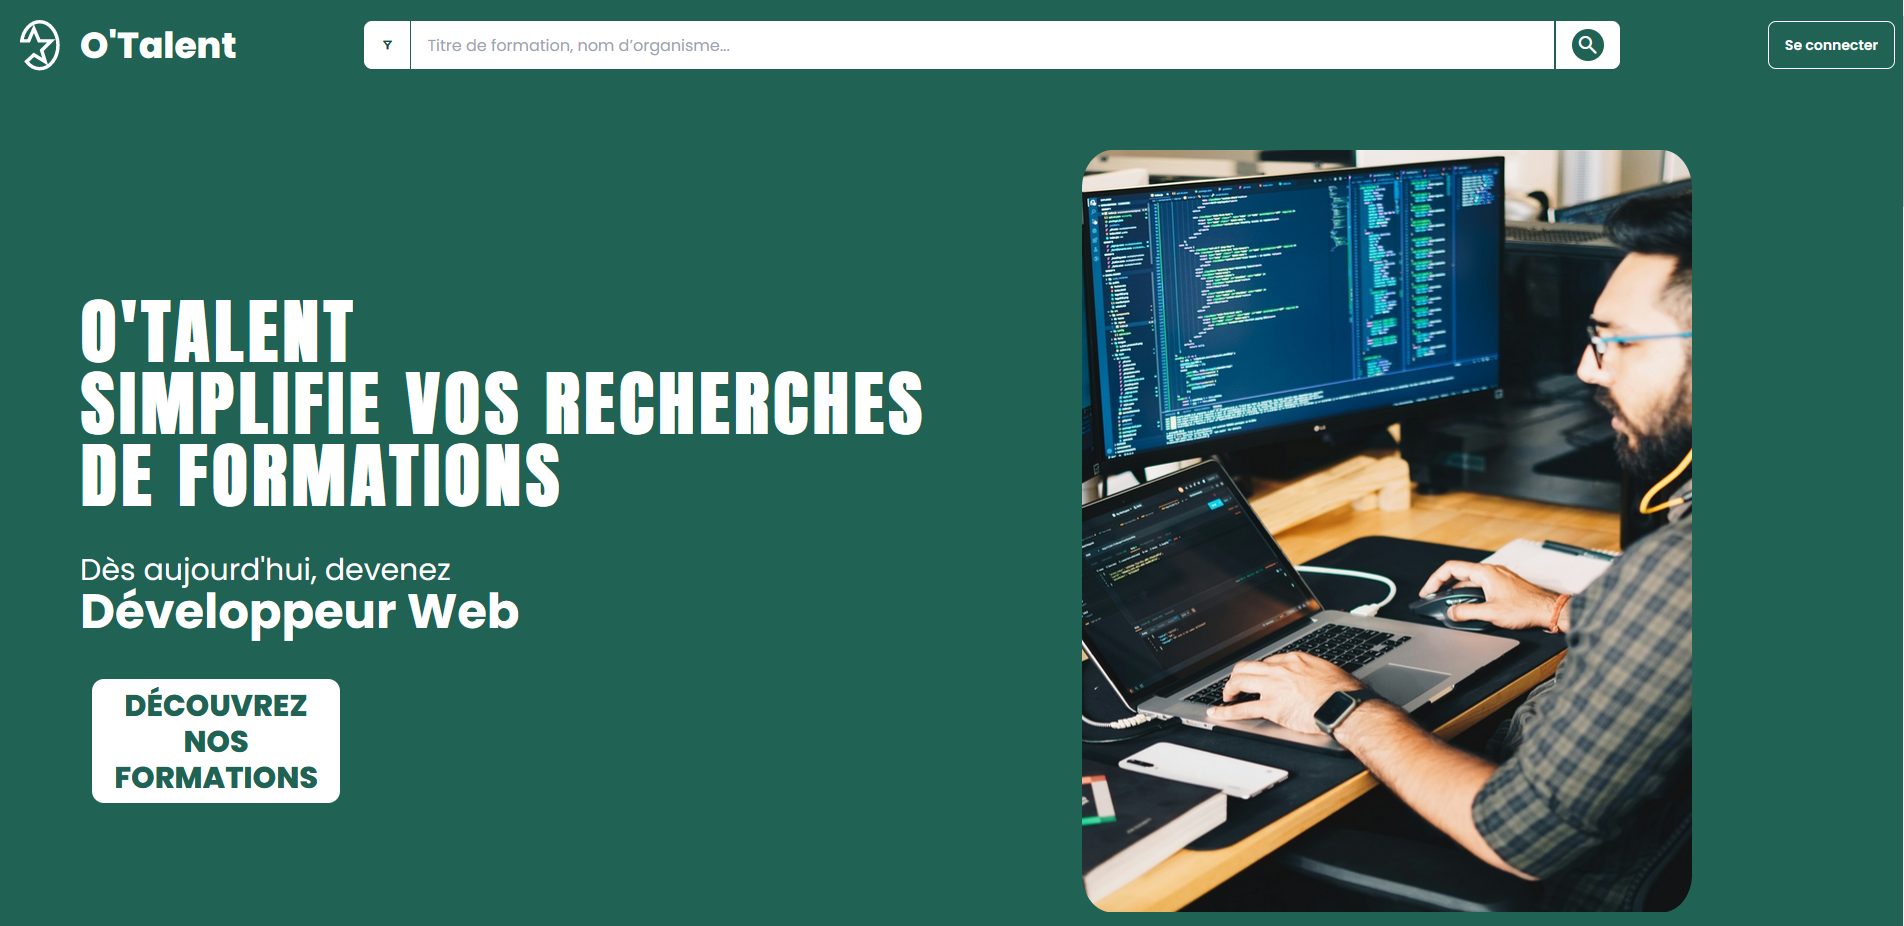 O'Talent
Titre de formation, nom d’organisme...
Se connecter
O'TALENT
SIMPLIFIE VOS RECHERCHES
DE FORMATIONS
Dès aujourd'hui, devenez
Développeur Web
DÉCOUVREZ
NOS
FORMATIONS